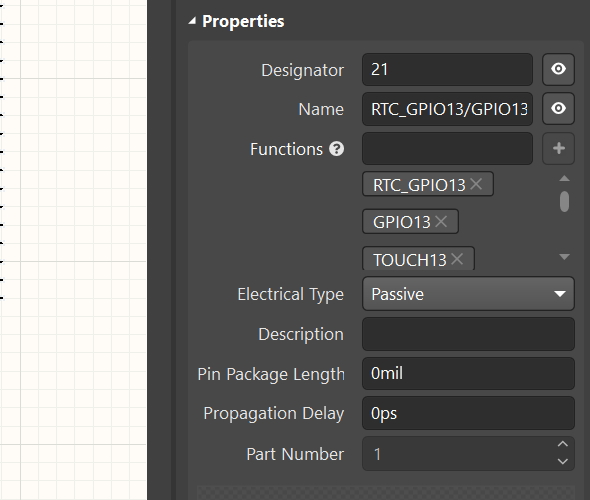 Properties
Designator 21
Name RTC_GPIO13/GPIO13
Functions
RTC_GPIO13
GPIO13
TOUCH13
Electrical Type Passive
Description
Pin Package Length 0mil
Propagation Delay 0ps
Part Number 1